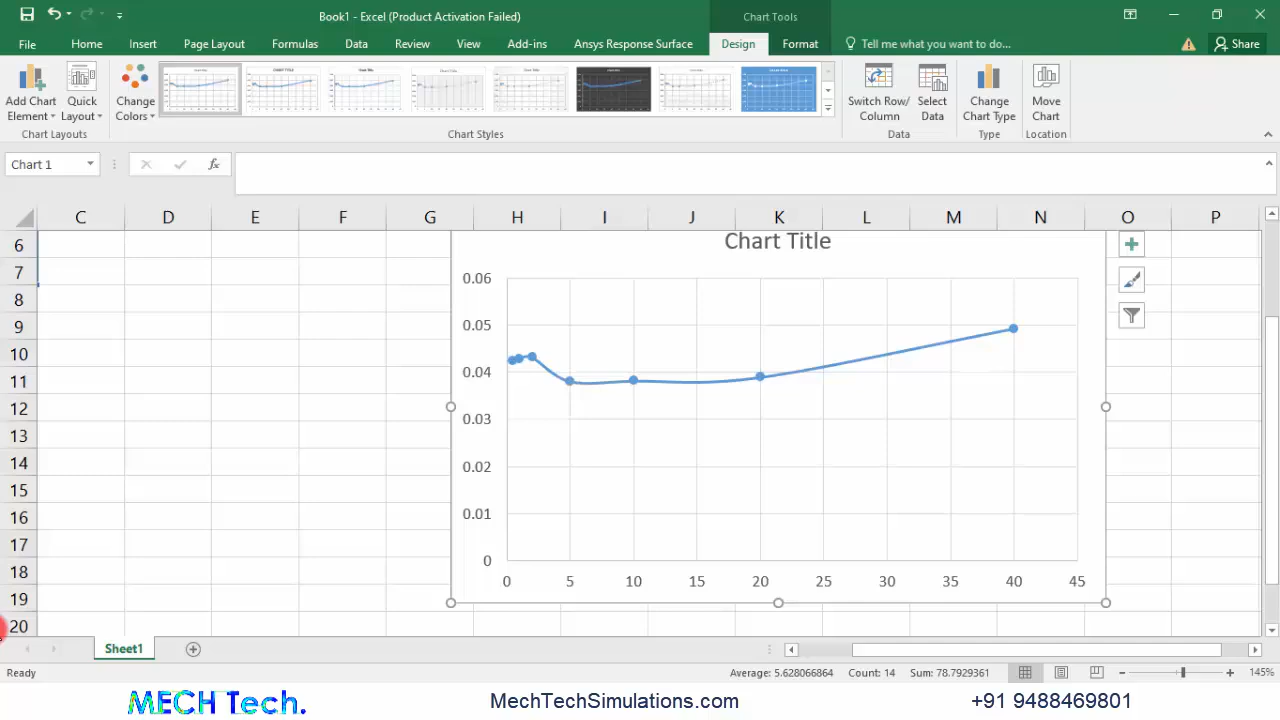 Book1 - Excel (Product Activation Failed)
Chart Tools
File Home Insert Page Layout Formulas Data Review View Add-ins Ansys Response Surface Design Format Tell me what you want to do... Share
Add Chart Element
Quick Layout
Change Colors
Switch Row/ Column
Select Data
Change Chart Type
Move Chart
Chart Layouts Chart Styles Data Type Location
Chart 1 fx
C D E F G H I J K L M N O P
6
7
8
9
10
11
12
13
14
15
16
17
18
19
20
Chart Title
0.06
0.05
0.04
0.03
0.02
0.01
0
0 5 10 15 20 25 30 35 40 45
Sheet1
Ready Average: 5.628066864 Count: 14 Sum: 78.7929361 145%
MECH Tech. MechTechSimulations.com +91 9488469801